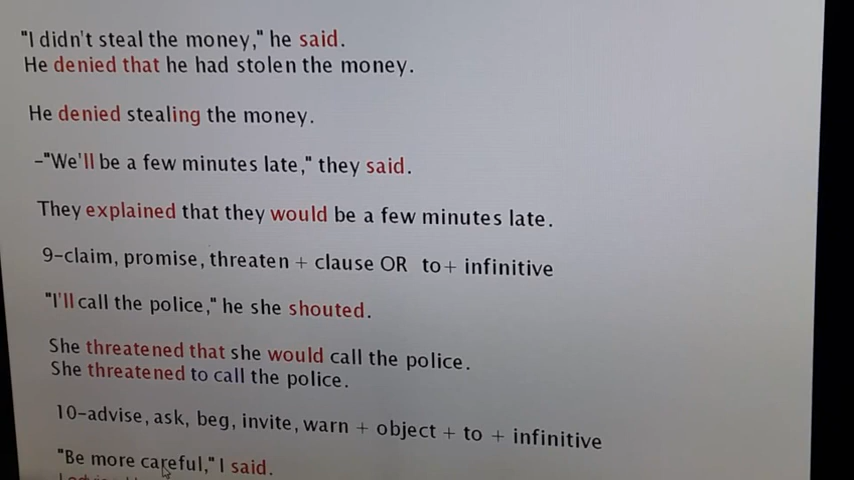 "I didn't steal the money," he said.
He denied that he had stolen the money.
He denied stealing the money.
-"We'll be a few minutes late," they said.
They explained that they would be a few minutes late.
9-claim, promise, threaten + clause OR to+ infinitive
"I'll call the police," he she shouted.
She threatened that she would call the police.
She threatened to call the police.
10-advise, ask, beg, invite, warn + object + to + infinitive
"Be more careful," I said.